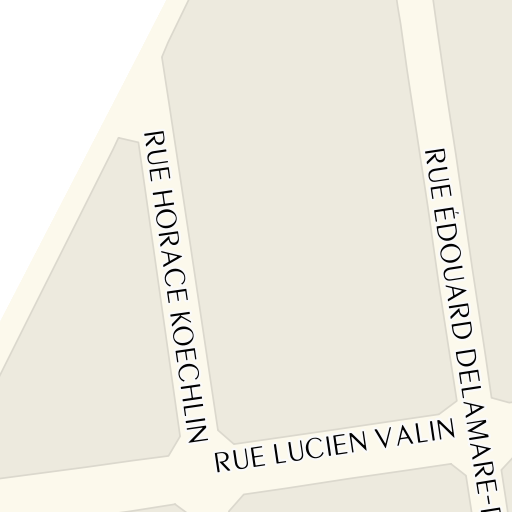 RUE HORACE KOECHLIN
RUE ÉDOUARD DELAMARE-
RUE LUCIEN VALIN